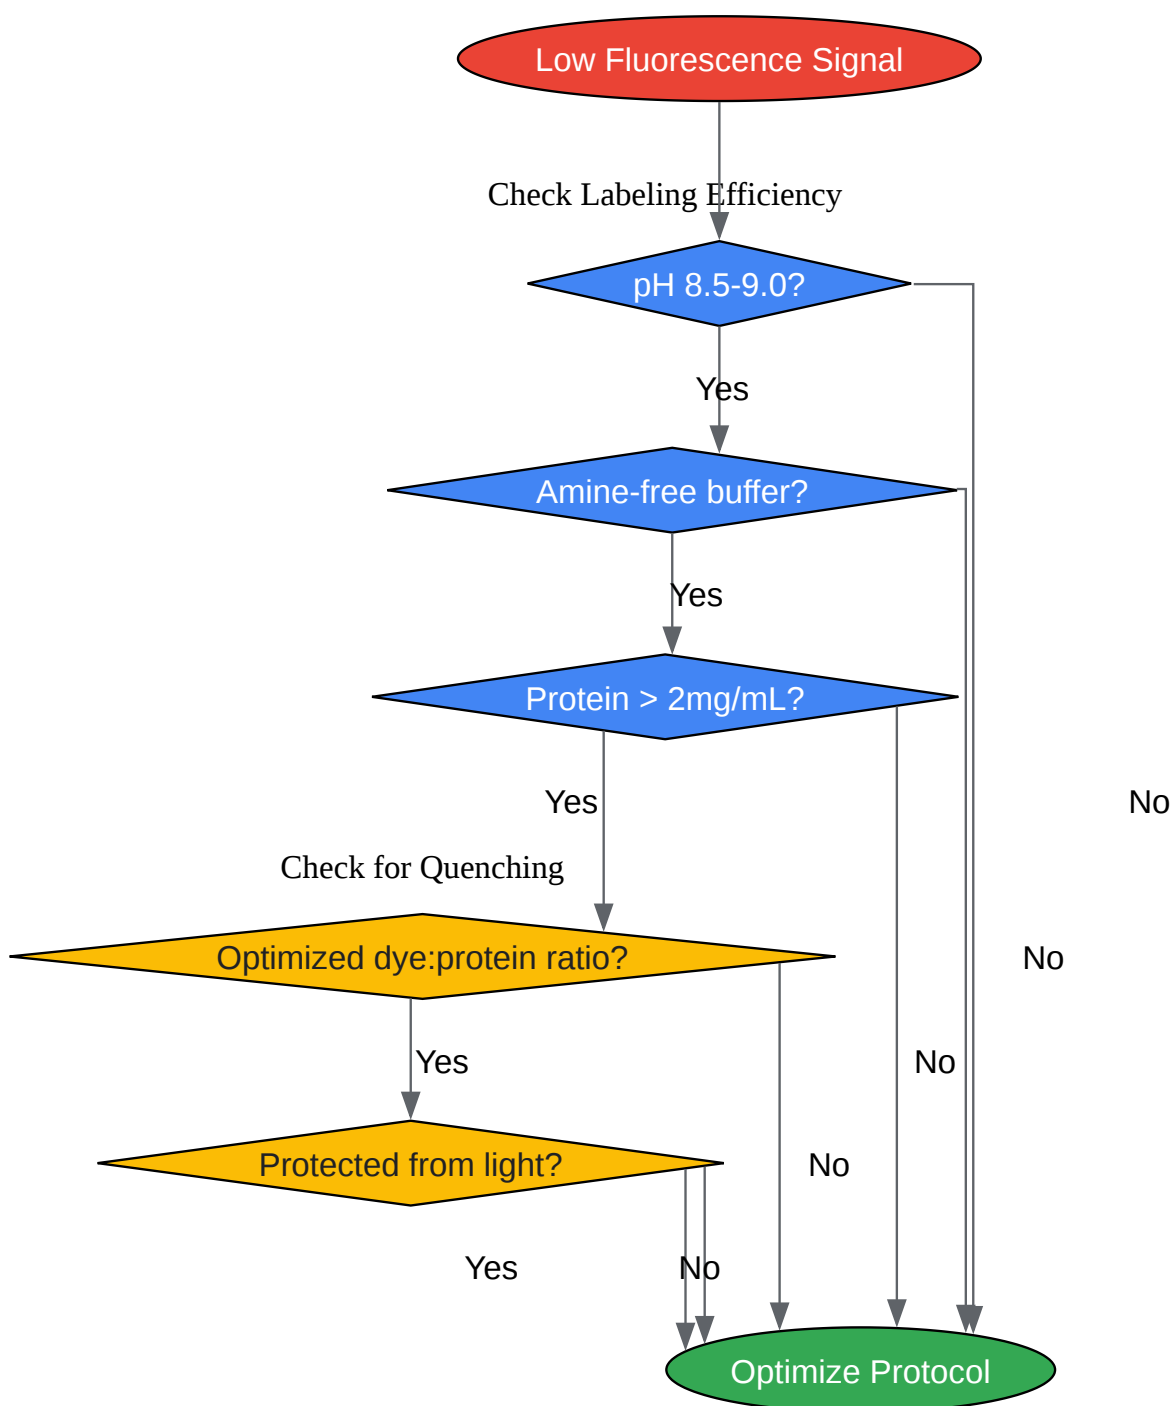 Low Fluorescence Signal
Check Labeling Efficiency
pH 8.5-9.0?
Yes
Amine-free buffer?
Yes
Protein > 2mg/mL?
Yes
No
Check for Quenching
Optimized dye:protein ratio?
No
Yes
No
Protected from light?
No
Yes
No
Optimize Protocol